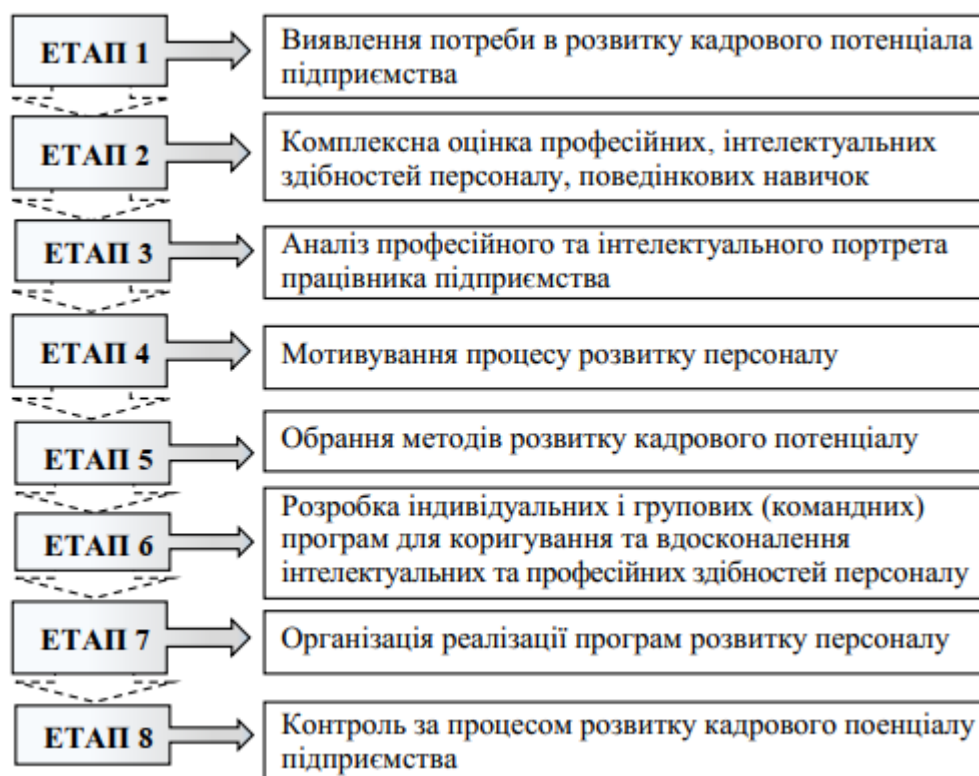 ЕТАП 1
Виявлення потреби в розвитку кадрового потенціала
підприємства
ЕТАП 2
Комплексна оцінка професійних, інтелектуальних
здібностей персоналу, поведінкових навичок
ЕТАП 3
Аналіз професійного та інтелектуального портрета
працівника підприємства
ЕТАП 4
Мотивування процесу розвитку персоналу
ЕТАП 5
Обрання методів розвитку кадрового потенціалу
ЕТАП 6
Розробка індивідуальних і групових (командних)
програм для коригування та вдосконалення
інтелектуальних та професійних здібностей персоналу
ЕТАП 7
Організація реалізації програм розвитку персоналу
ЕТАП 8
Контроль за процесом розвитку кадрового поенціалу
підприємства